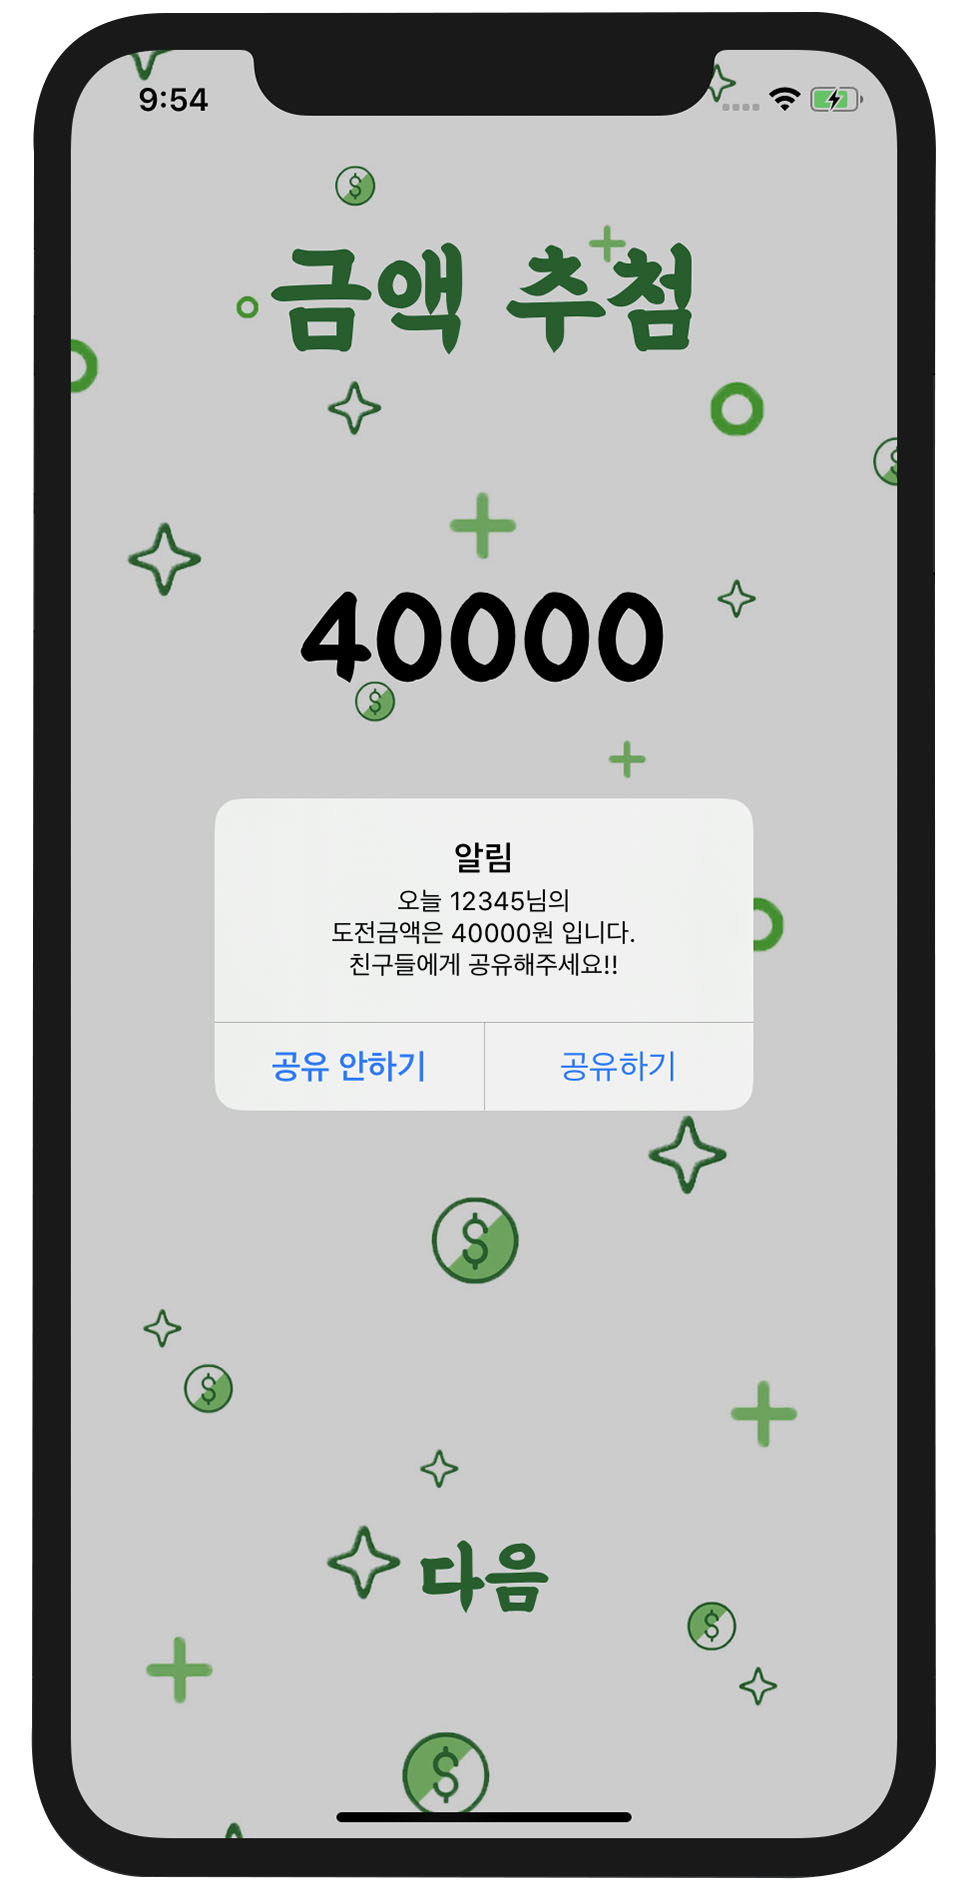 9:54
금액 추첨
40000
알림
오늘 12345님의
도전금액은 40000원 입니다.
친구들에게 공유해주세요!!
공유 안하기
공유하기
다음